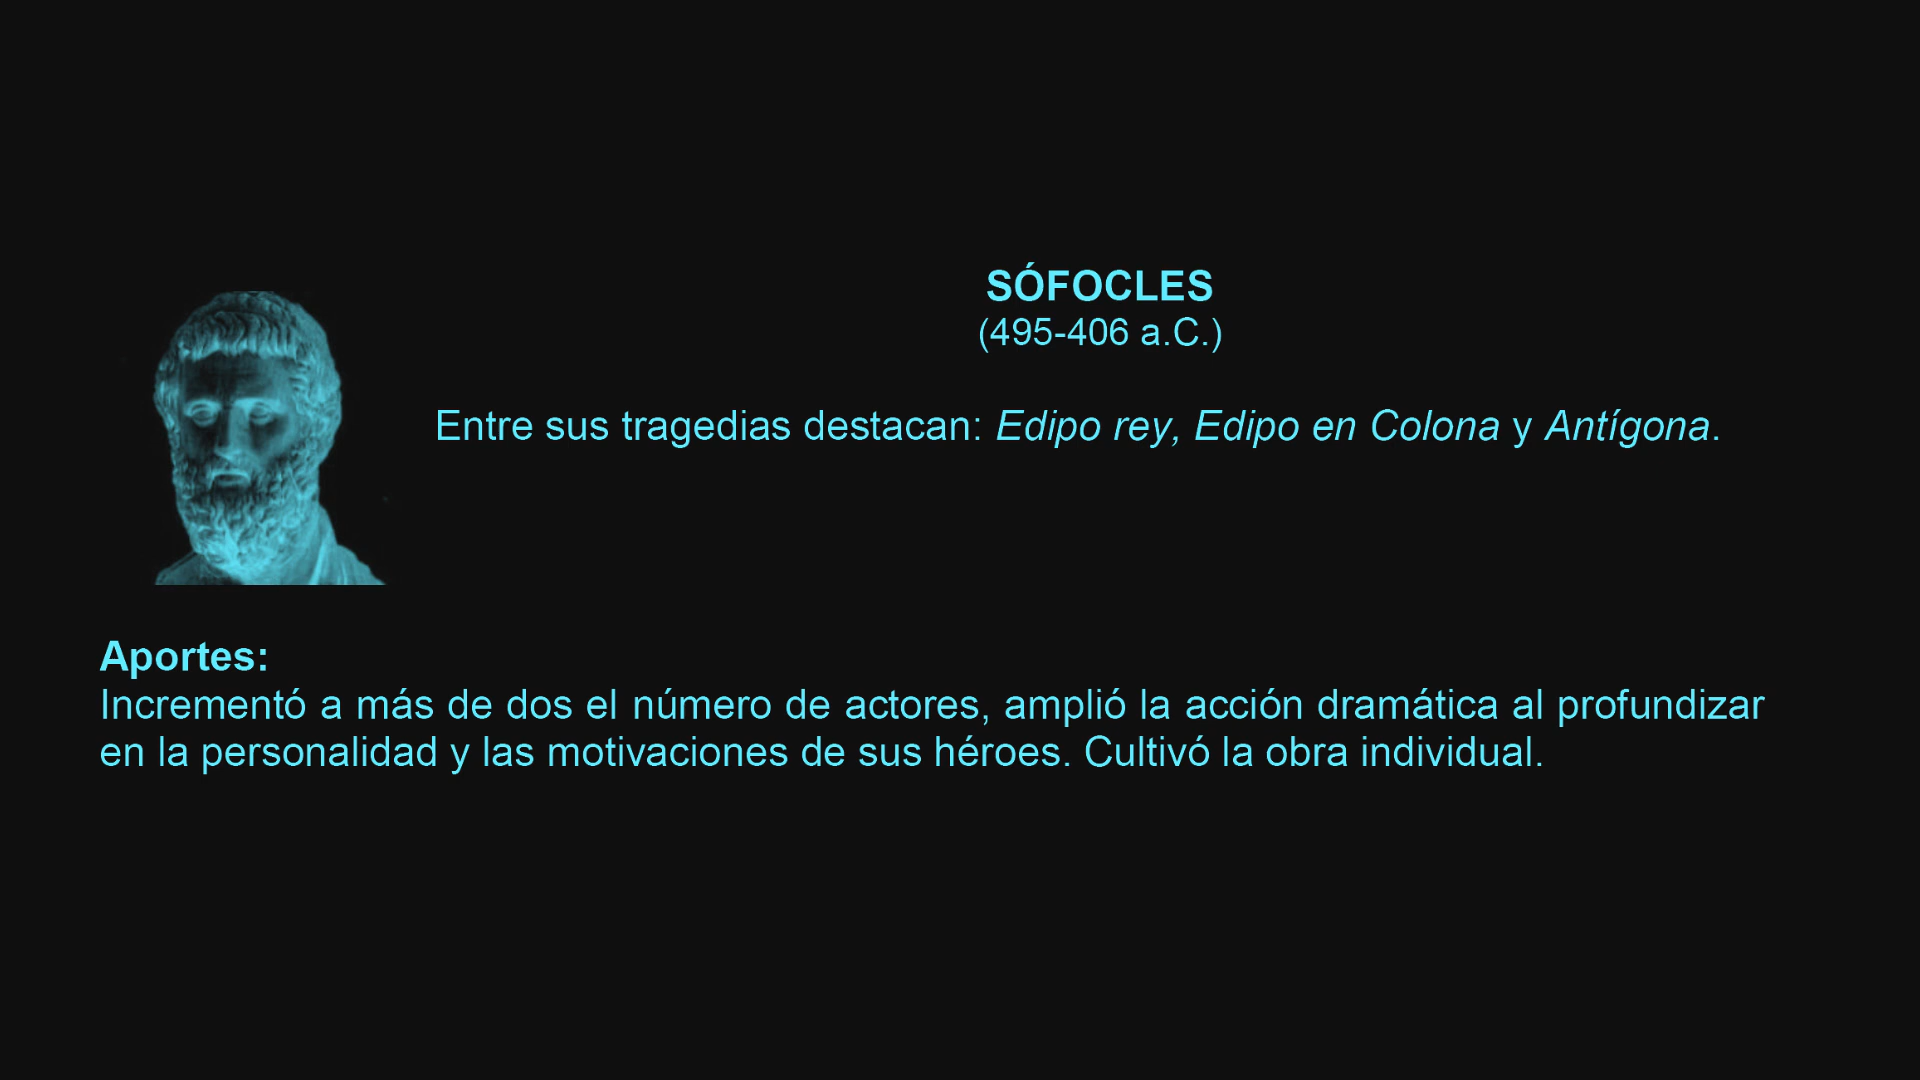 SÓFOCLES
(495-406 a.C.)
Entre sus tragedias destacan: Edipo rey, Edipo en Colona y Antígona.
Aportes:
Incrementó a más de dos el número de actores, amplió la acción dramática al profundizar
en la personalidad y las motivaciones de sus héroes. Cultivó la obra individual.